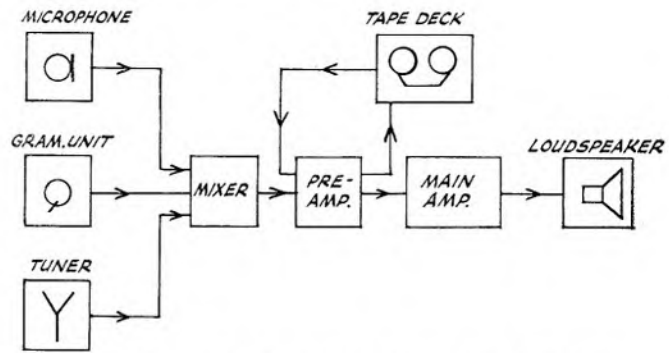 MICROPHONE
TAPE DECK
GRAM. UNIT
LOUDSPEAKER
MIXER
PRE-
AMP.
MAIN
AMP.
TUNER